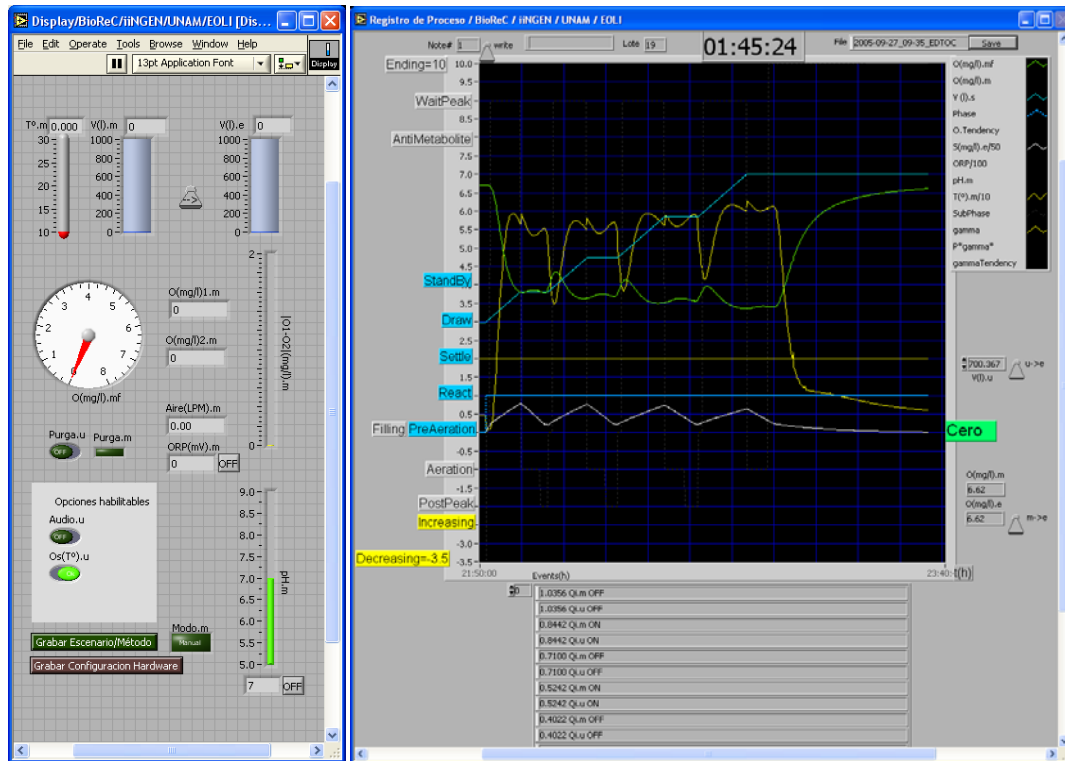 Display/BioReC/iiNGEN/UNAM/EOLI [Dis...
File Edit Operate Tools Browse Window Help
13pt Application Font
Display
Tº.m 0.000 V(l).m 0 V(l).e 0
30
25
20
15
10
1000
800
600
400
200
0
1000
800
600
400
200
0
-->
0 1 2 3 4 5 6 7 8
O(mg/l).mf
O(mg/l)1.m
0
O(mg/l)2.m
0
2
0
|O1-O2|(mg/l).m
Aire(LPM).m
0.00
Purga.u Purga.m
OFF
ORP(mV).m
0 OFF
Opciones habilitables
Audio.u
OFF
Os(Tº).u
9.0
8.5
8.0
7.5
7.0
6.5
6.0
5.5
5.0
pH.m
Modo.m
Grabar Escenario/Método Manual
Grabar Configuracion Hardware
7 OFF
Registro de Proceso / BioReC / iiNGEN / UNAM / EOLI
Note# 1 write Lote 19 01:45:24 File 2005-09-27_09-35_EDTOC Save
Ending=10 10.0
9.5
WaitPeak
8.5
AntiMetabolite
7.5
7.0
6.5
6.0
5.5
5.0
4.5
StandBy
3.5
Draw
2.5
Settle
1.5
React
0.5
Filling PreAeration
-0.5
Aeration
-1.5
PostPeak
Increasing
-3.0
Decreasing=-3.5 -3.5
21:50:00 23:40: t(h)
O(mg/l).mf
O(mg/l).m
V (l).s
Phase
O.Tendency
S(mg/l).e/50
ORP/100
pH.m
T(º).m/10
SubPhase
gamma
P*gamma*
gammaTendency
700.367 u->e
V(l).u
Cero
O(mg/l).m
6.62
O(mg/l).e
6.62 m->e
Events(h)
0
1.0356 Qi.m OFF
1.0356 Qi.u OFF
0.8442 Qi.m ON
0.8442 Qi.u ON
0.7100 Qi.m OFF
0.7100 Qi.u OFF
0.5242 Qi.m ON
0.5242 Qi.u ON
0.4022 Qi.m OFF
0.4022 Qi.u OFF